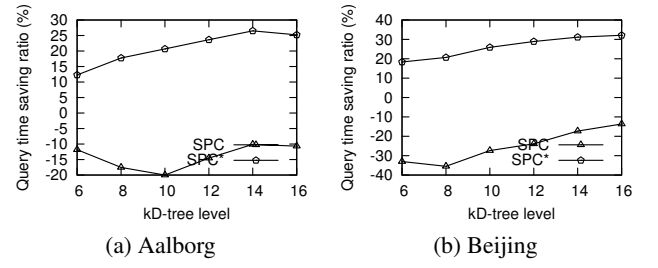 Query time saving ratio (%)
30
25
20
15
10
5
0
-5
-10
-15
-20
SPC
SPC*
6 8 10 12 14 16
kD-tree level
(a) Aalborg
Query time saving ratio (%)
40
30
20
10
0
-10
-20
-30
-40
SPC
SPC*
6 8 10 12 14 16
kD-tree level
(b) Beijing